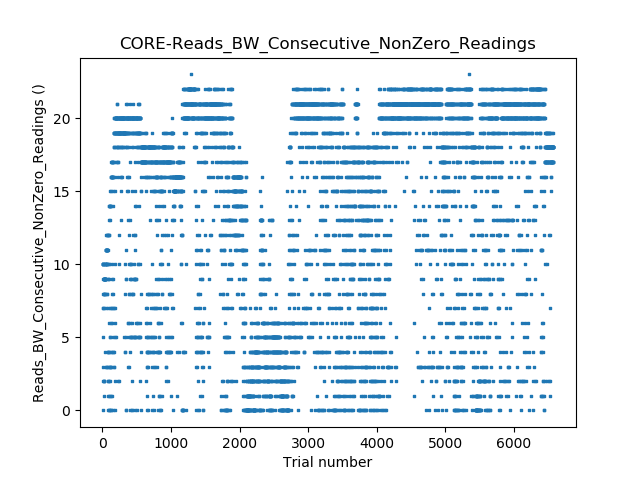 CORE-Reads_BW_Consecutive_NonZero_Readings
Reads_BW_Consecutive_NonZero_Readings ()
20
15
10
5
0
0 1000 2000 3000 4000 5000 6000
Trial number